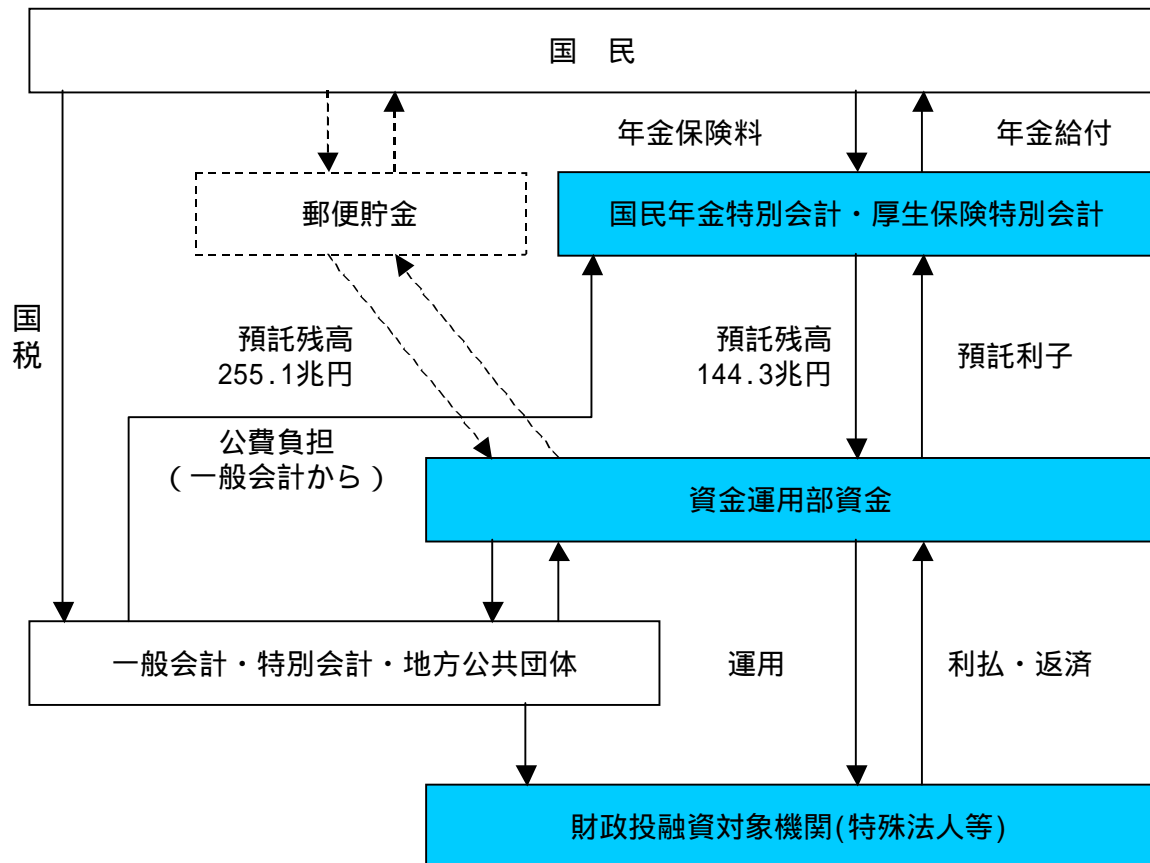 国　民
年金保険料
年金給付
郵便貯金
国民年金特別会計・厚生保険特別会計
国税
預託残高
255.1兆円
預託残高
144.3兆円
預託利子
公費負担
（一般会計から）
資金運用部資金
一般会計・特別会計・地方公共団体
運用
利払・返済
財政投融資対象機関(特殊法人等)